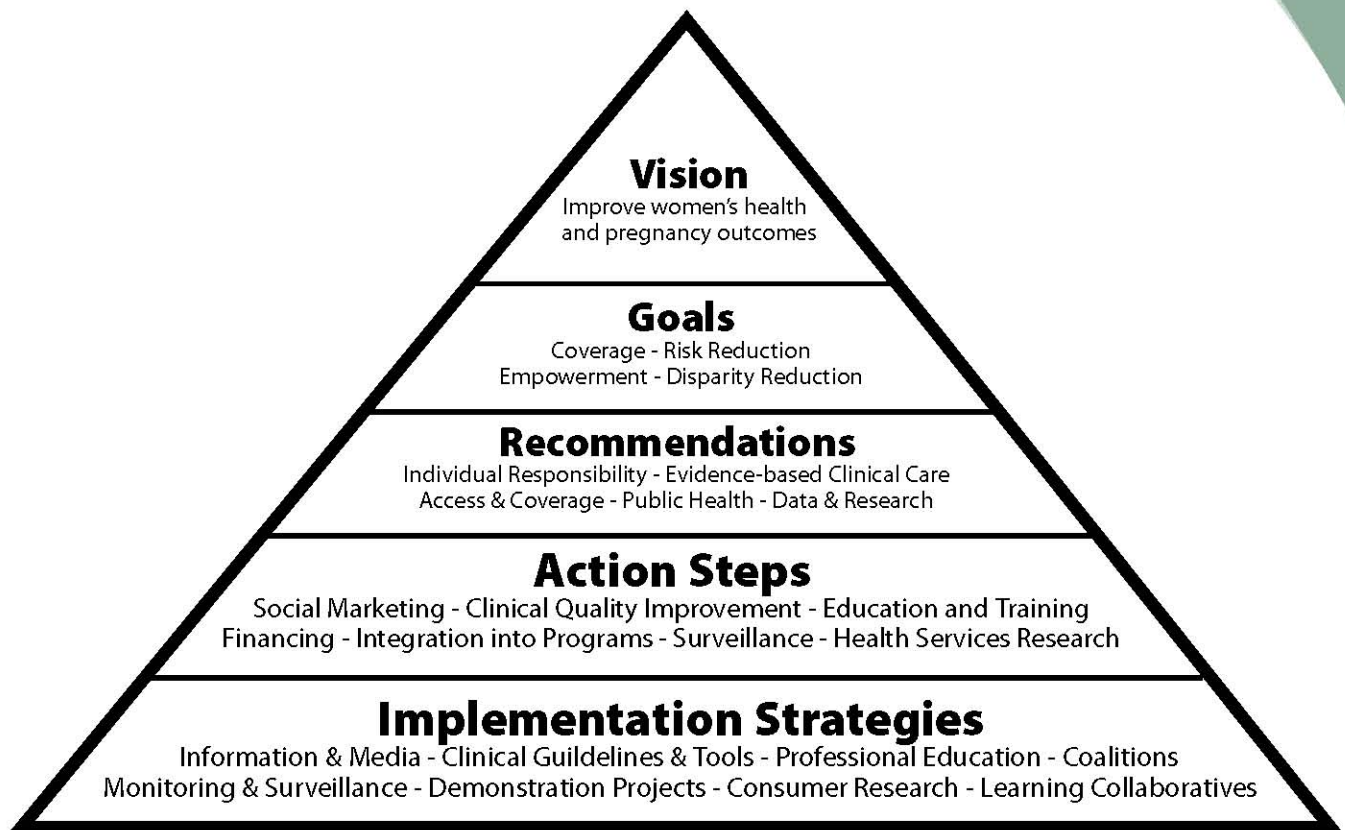 Vision
Improve women's health
and pregnancy outcomes
Goals
Coverage - Risk Reduction
Empowerment - Disparity Reduction
Recommendations
Individual Responsibility - Evidence-based Clinical Care
Access & Coverage - Public Health - Data & Research
Action Steps
Social Marketing - Clinical Quality Improvement - Education and Training
Financing - Integration into Programs - Surveillance - Health Services Research
Implementation Strategies
Information & Media - Clinical Guildelines & Tools - Professional Education - Coalitions
Monitoring & Surveillance - Demonstration Projects - Consumer Research - Learning Collaboratives